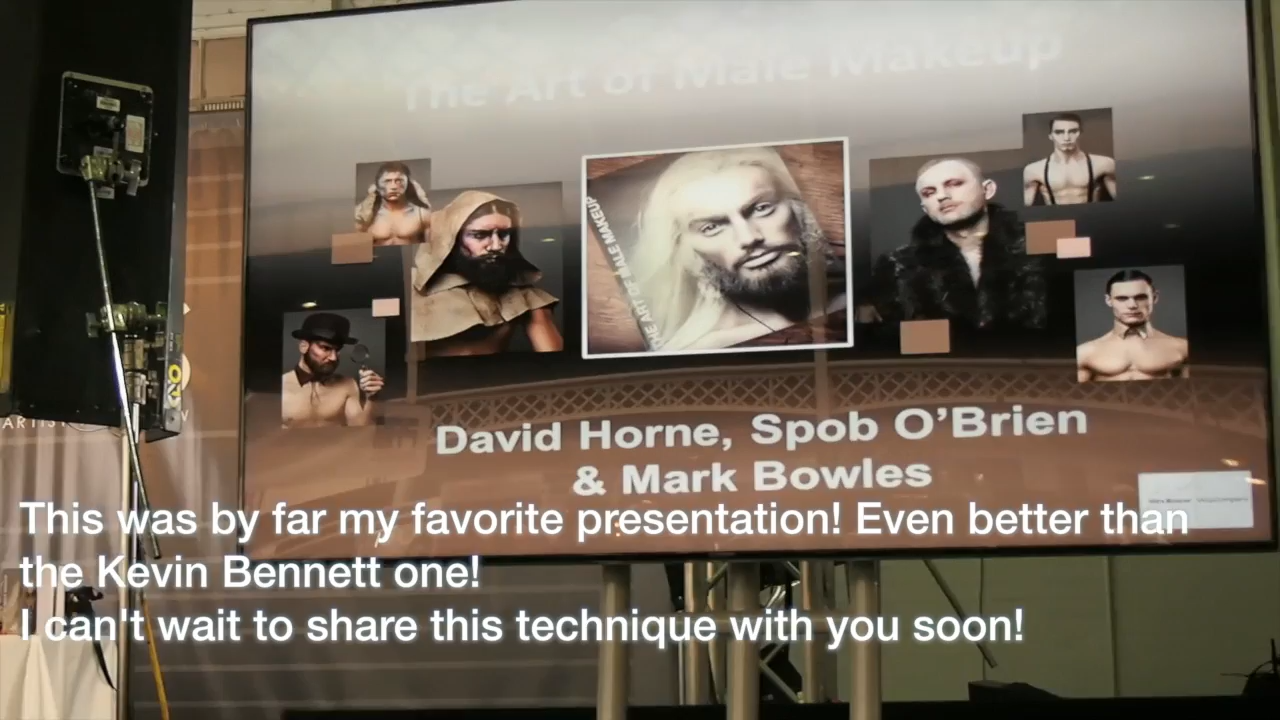 The Art of Male Makeup
THE ART OF MALE MAKEUP
David Horne, Spob O'Brien
& Mark Bowles
ARTIST
This was by far my favorite presentation! Even better than
the Kevin Bennett one!
I can't wait to share this technique with you soon!